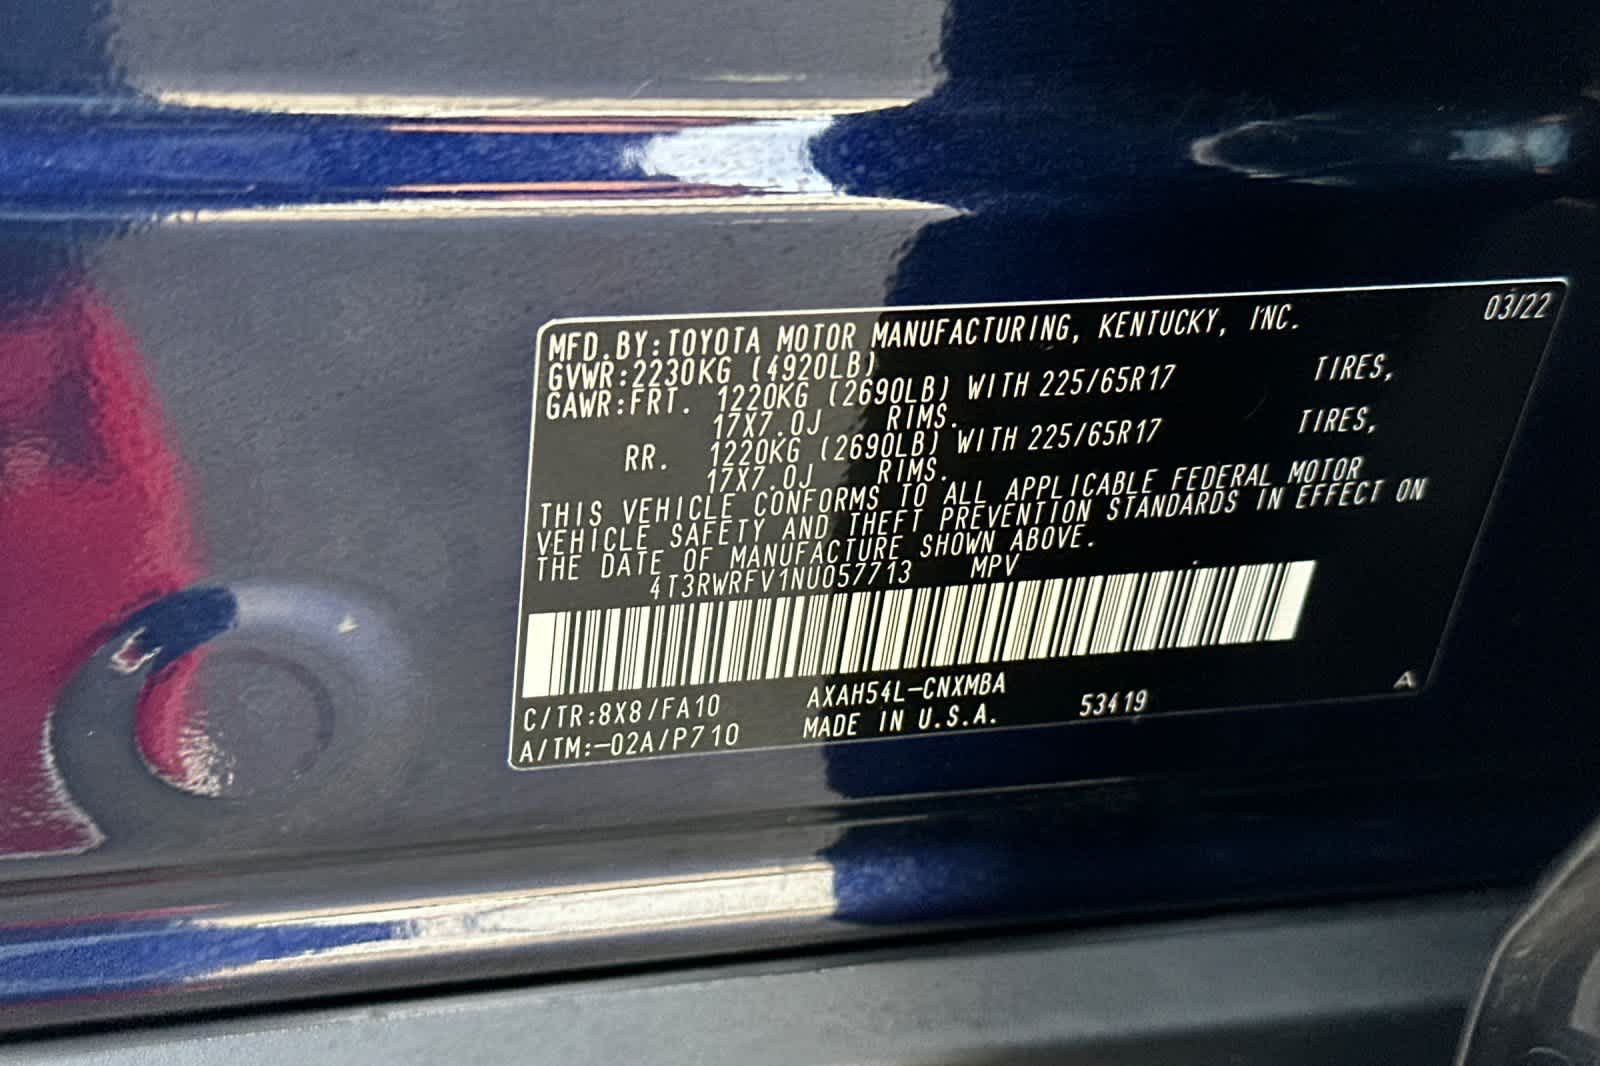 03/22
MFD.BY:TOYOTA MOTOR MANUFACTURING, KENTUCKY, INC.
GVWR:2230KG (4920LB)
GAWR:FRT. 1220KG (2690LB) WITH 225/65R17 TIRES,
17X7.0J RIMS.
RR. 1220KG (2690LB) WITH 225/65R17 TIRES,
17X7.0J RIMS.
THIS VEHICLE CONFORMS TO ALL APPLICABLE FEDERAL MOTOR
VEHICLE SAFETY AND THEFT PREVENTION STANDARDS IN EFFECT ON
THE DATE OF MANUFACTURE SHOWN ABOVE.
4T3RWRFV1NU057713 MPV
C/TR:8X8/FA10 AXAH54L-CNXMBA A
A/TM:-02A/P710 MADE IN U.S.A. 53419